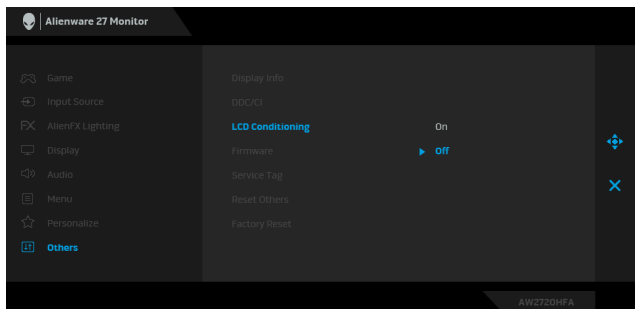 Alienware 27 Monitor
Game
Display Info
Input Source
DDC/CI
AlienFX Lighting
LCD Conditioning
On
Display
Firmware
Off
Audio
Service Tag
Menu
Reset Others
Personalize
Factory Reset
Others
AW2720HFA